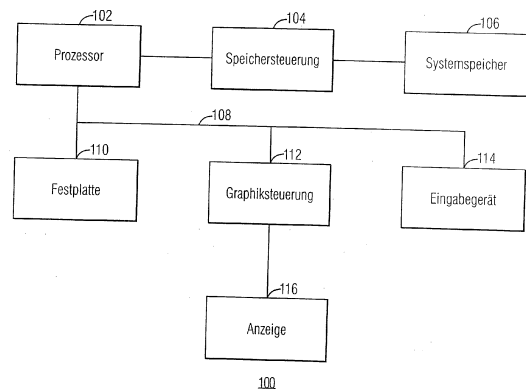 102
104
106
Prozessor
Speichersteuerung
Systemspeicher
108
110
112
114
Festplatte
Graphiksteuerung
Eingabegerät
116
Anzeige
100